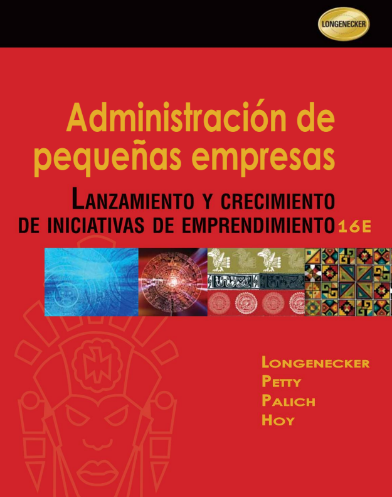 LONGENECKER
Administración de
pequeñas empresas
LANZAMIENTO Y CRECIMIENTO
DE INICIATIVAS DE EMPRENDIMIENTO 16E
LONGENECKER
PETTY
PALICH
HOY